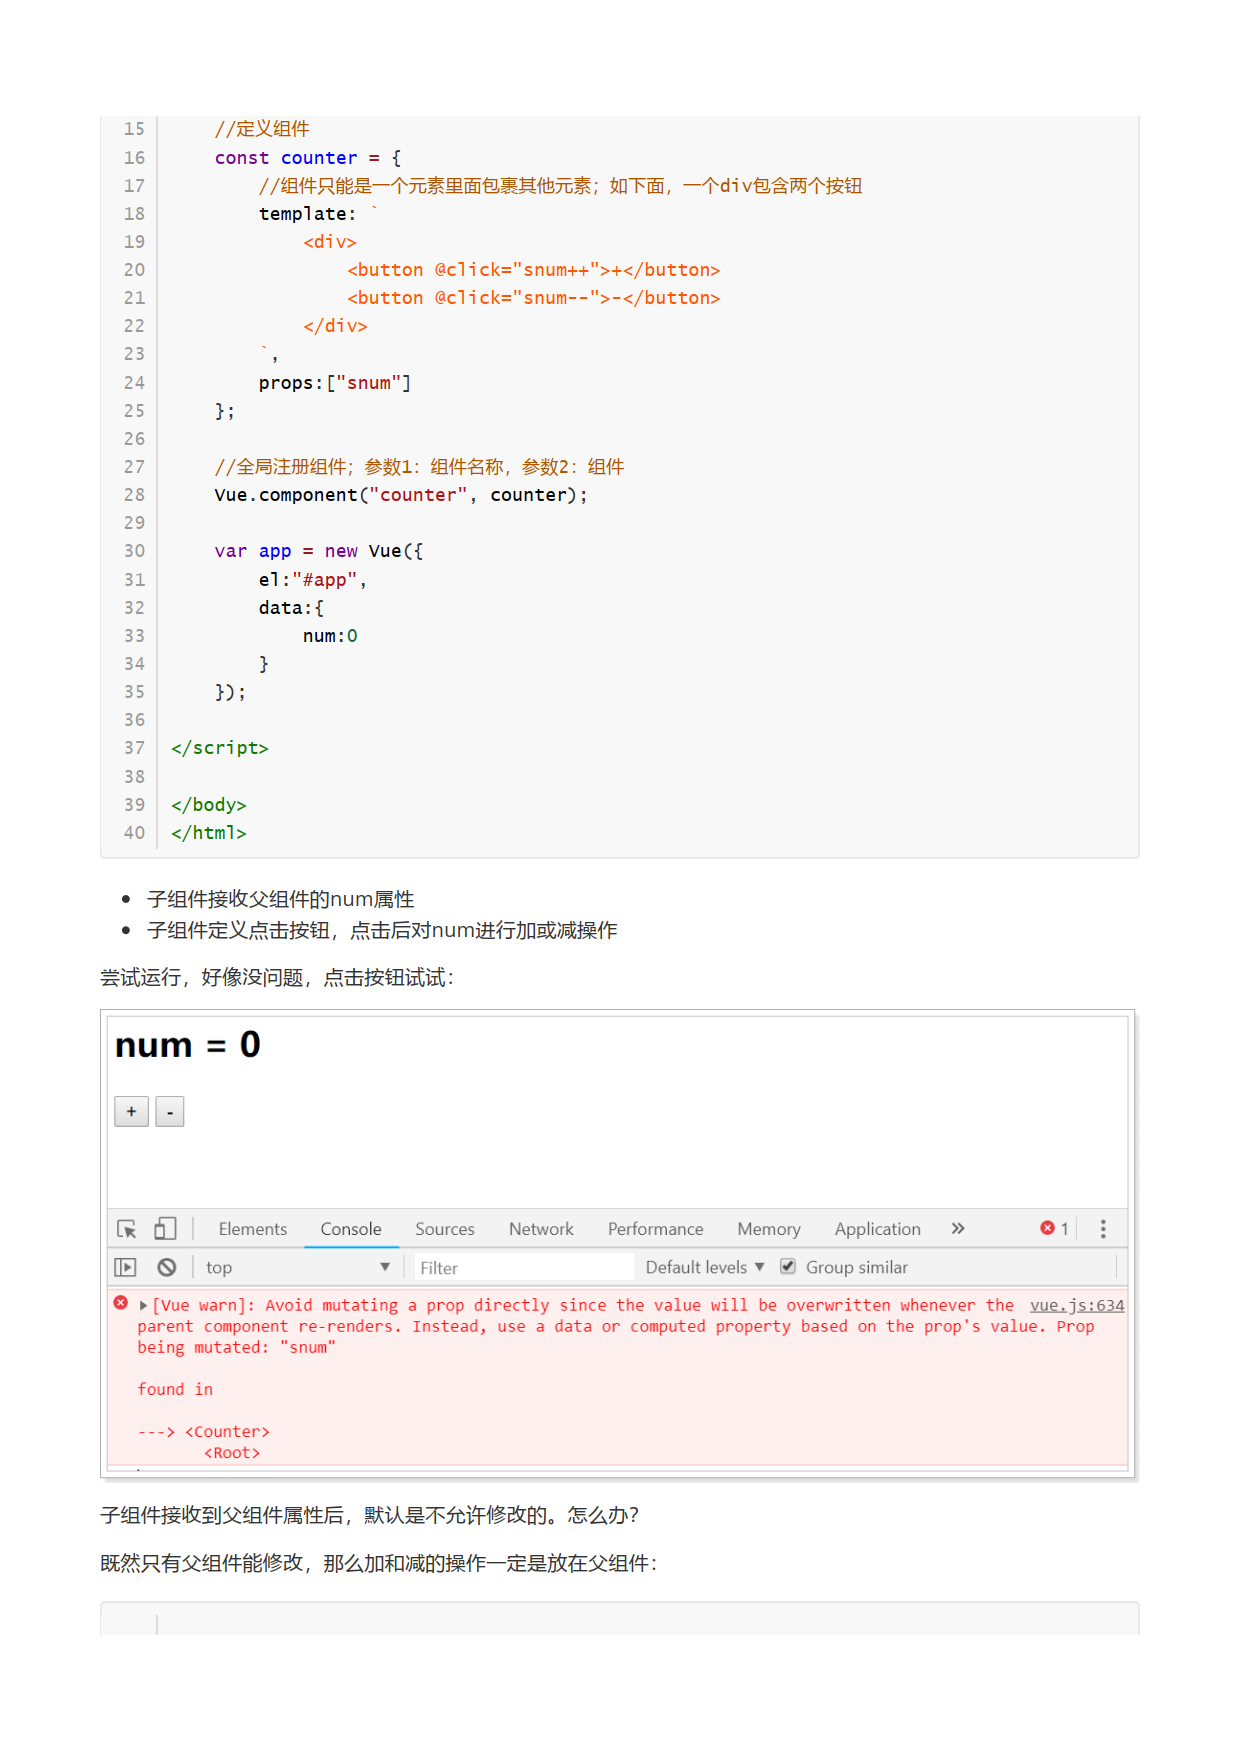 15     //定义组件
16     const counter = {
17         //组件只能是一个元素里面包裹其他元素；如下面，一个div包含两个按钮
18         template: `
19             <div>
20                 <button @click="snum++">+</button>
21                 <button @click="snum--">-</button>
22             </div>
23         `,
24         props:["snum"]
25     };
26
27     //全局注册组件；参数1：组件名称，参数2：组件
28     Vue.component("counter", counter);
29
30     var app = new Vue({
31         el:"#app",
32         data:{
33             num:0
34         }
35     });
36
37 </script>
38
39 </body>
40 </html>
• 子组件接收父组件的num属性
• 子组件定义点击按钮，点击后对num进行加或减操作
尝试运行，好像没问题，点击按钮试试：
num = 0
+ -
Elements Console Sources Network Performance Memory Application » 1
top Filter Default levels Group similar
[Vue warn]: Avoid mutating a prop directly since the value will be overwritten whenever the vue.js:634
parent component re-renders. Instead, use a data or computed property based on the prop's value. Prop
being mutated: "snum"
found in
---> <Counter>
<Root>
子组件接收到父组件属性后，默认是不允许修改的。怎么办？
既然只有父组件能修改，那么加和减的操作一定是放在父组件：